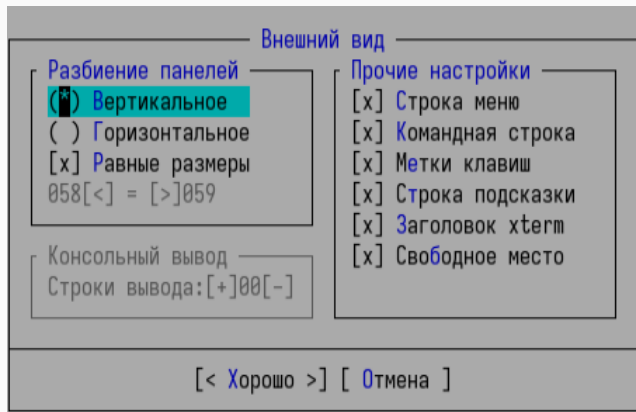 Внешний вид
Разбиение панелей
(*) Вертикальное
( ) Горизонтальное
[x] Равные размеры
058[<] = [>]059
Консольный вывод
Строки вывода:[+]00[-]
Прочие настройки
[x] Строка меню
[x] Командная строка
[x] Метки клавиш
[x] Строка подсказки
[x] Заголовок xterm
[x] Свободное место
[< Хорошо >] [ Отмена ]